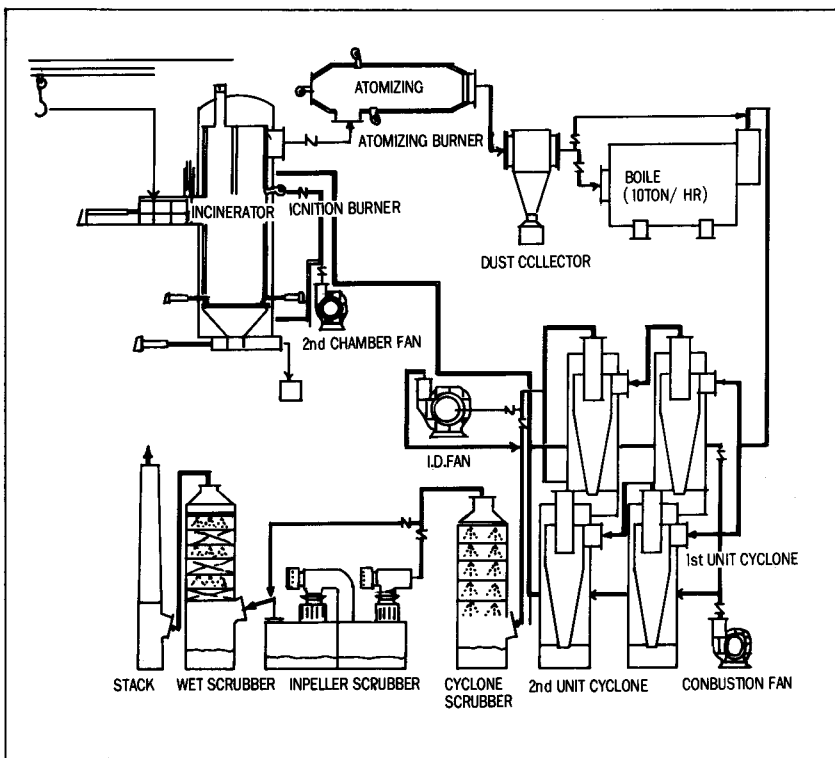 ATOMIZING
ATOMIZING BURNER
BOILE
(10TON/ HR)
INCINERATOR
IGNITION BURNER
DUST CCLLECTOR
2nd CHAMBER FAN
I.D.FAN
1st UNIT CYCLONE
STACK
WET SCRUBBER
INPELLER SCRUBBER
CYCLONE
SCRUBBER
2nd UNIT CYCLONE
CONBUSTION FAN